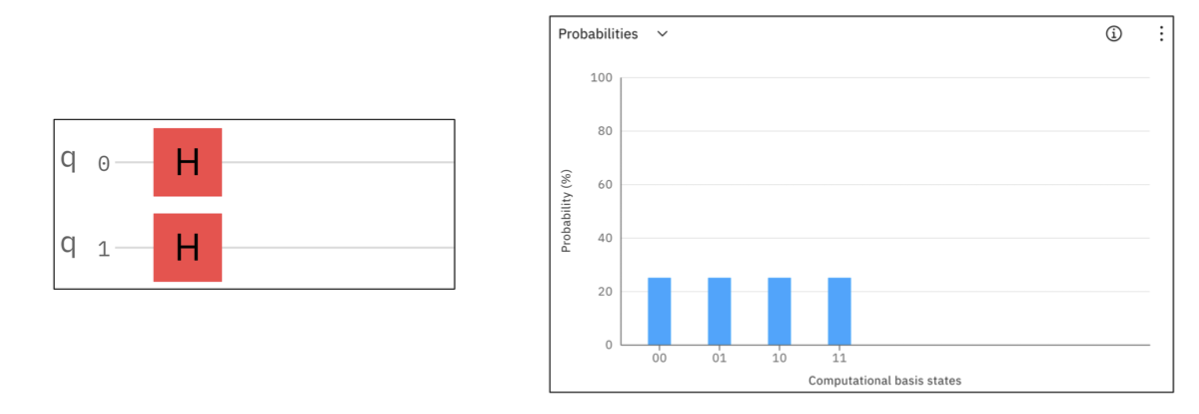 q 0 H
q 1 H
Probabilities
100
80
60
40
20
0
Probability (%)
00 01 10 11
Computational basis states